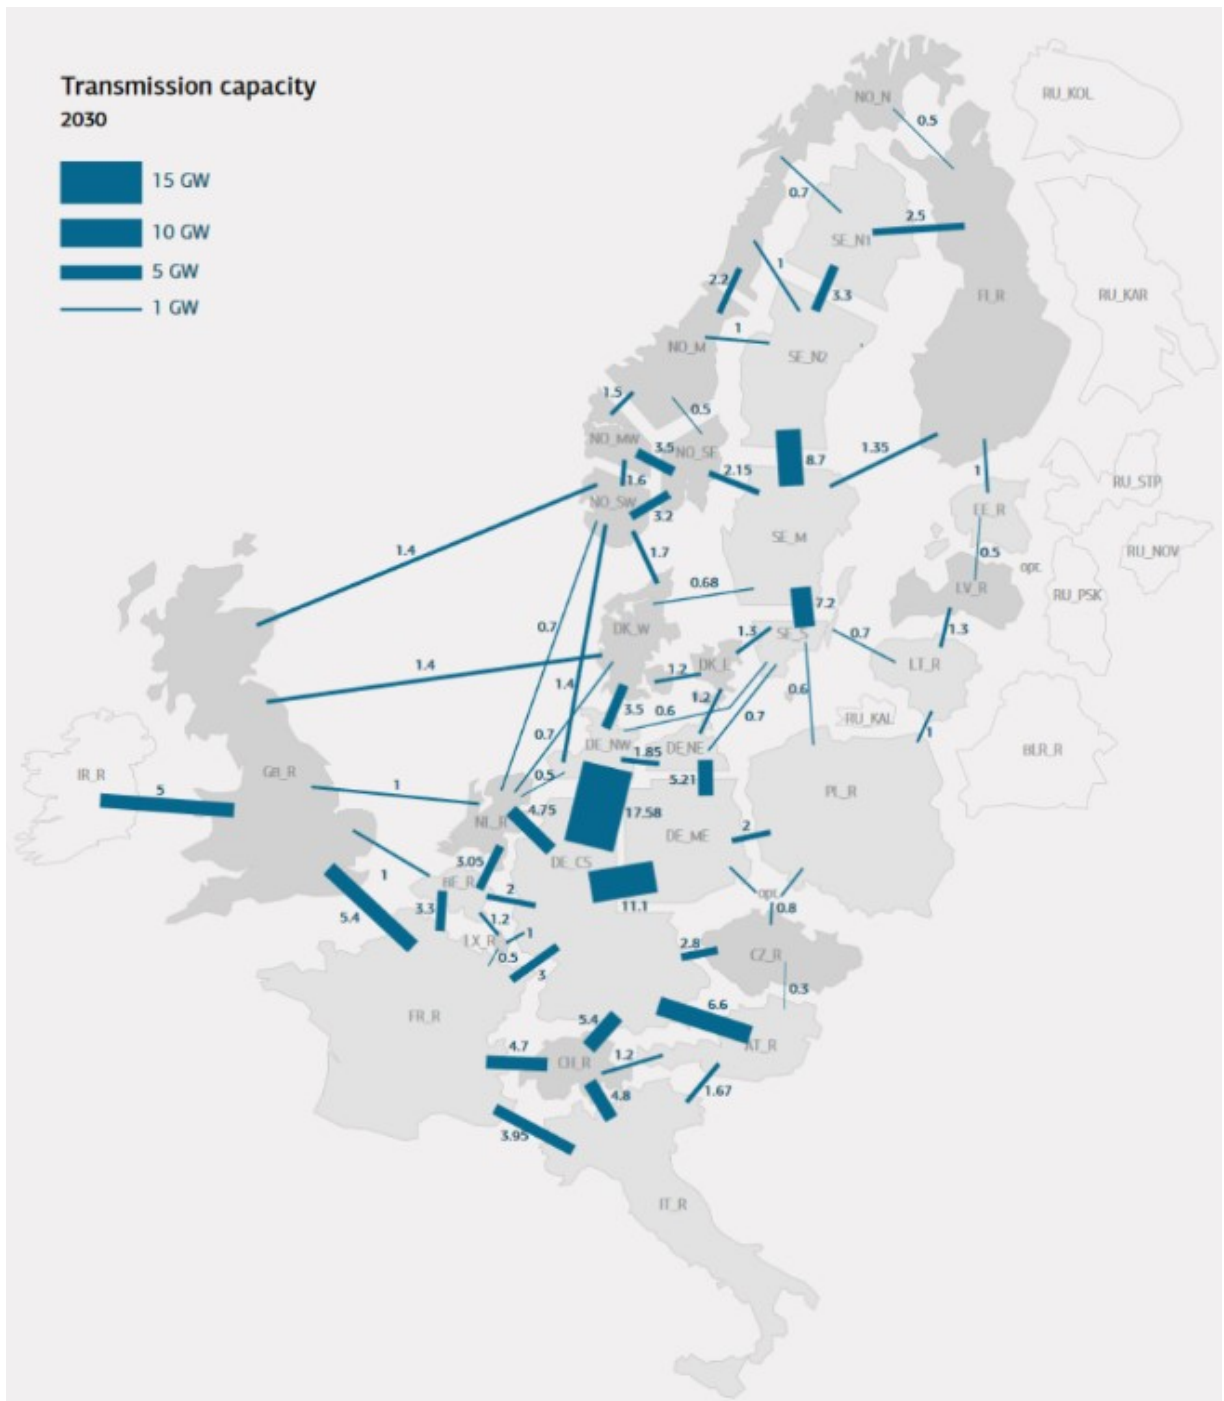 Transmission capacity
2030
15 GW
10 GW
5 GW
1 GW
NO_N
RU_KOL
0.5
0.7
2.5
SE_N1
2.2
1
3.3
FI_R
RU_KAR
1
NO_M
SE_N2
1.5
0.5
NO_MW
3.5
NO_SE
8.7
1.35
2.15
1
RU_STP
1.6
NO_SW
3.2
EE_R
SE_M
1.4
1.7
0.5
RU_NOV
opt.
0.68
LV_R
RU_PSK
7.2
0.7
DK_W
1.3
SE_S
0.7
1.3
1.4
1.2
DK_E
LT_R
1.4
0.6
1.2
3.5
0.6
0.7
RU_KAL
0.7
DE_NW
DE_NE
1
BLR_R
1.85
IR_R
GB_R
0.5
5.21
5
1
PL_R
4.75
17.58
NL_R
DE_ME
2
3.05
DE_CS
1
BE_R
2
opt.
11.1
3.3
0.8
5.4
1.2
1
LX_R
2.8
CZ_R
0.5
3
0.3
6.6
FR_R
5.4
4.7
AT_R
1.2
CH_R
4.8
1.67
3.95
IT_R